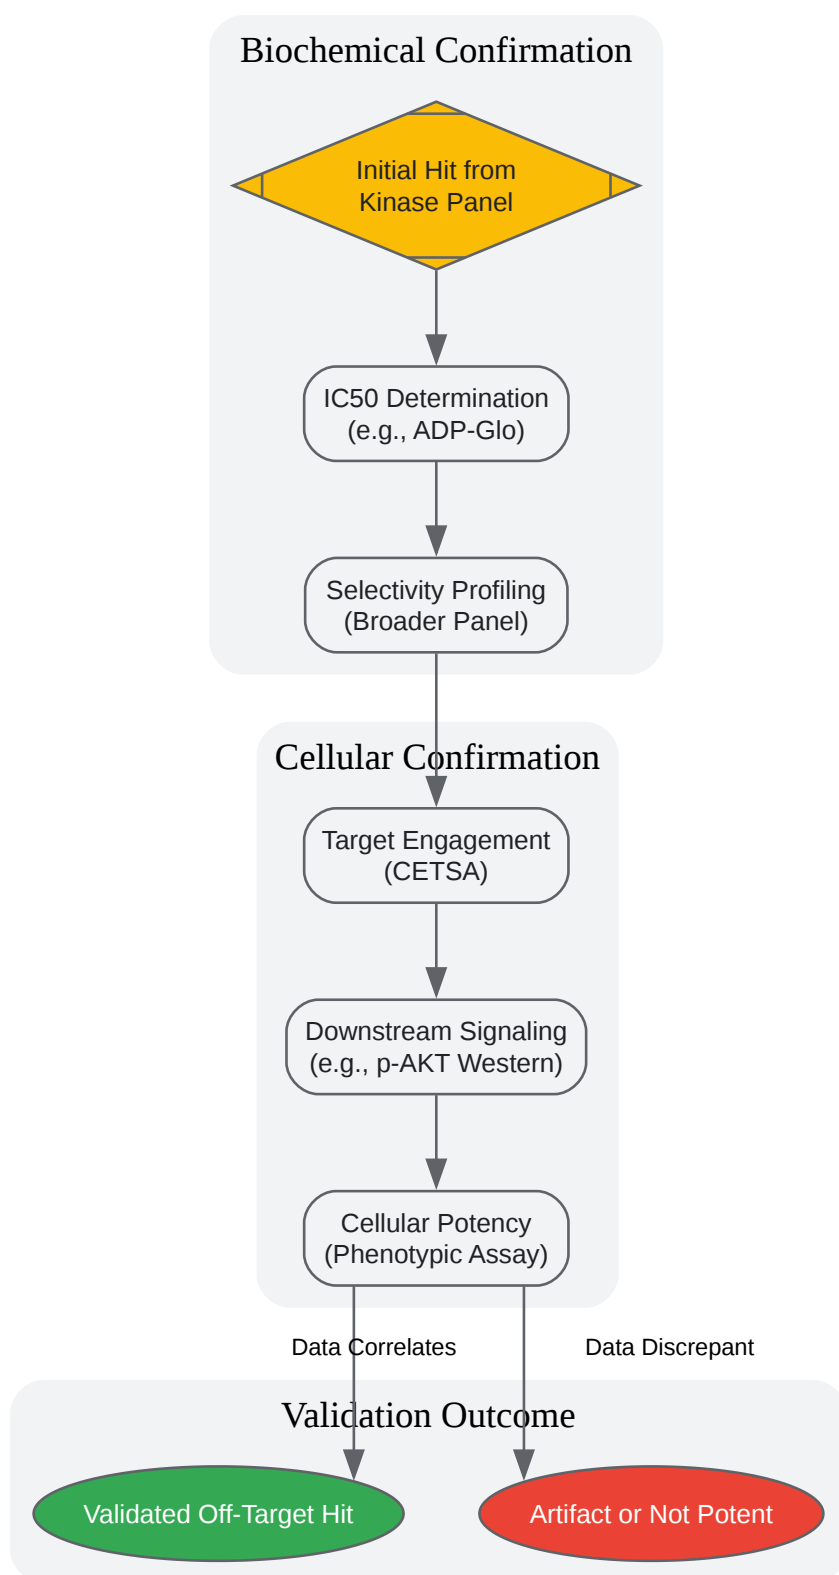 Biochemical Confirmation
Initial Hit from
Kinase Panel
IC50 Determination
(e.g., ADP-Glo)
Selectivity Profiling
(Broader Panel)
Cellular Confirmation
Target Engagement
(CETSA)
Downstream Signaling
(e.g., p-AKT Western)
Cellular Potency
(Phenotypic Assay)
Data Correlates
Data Discrepant
Validation Outcome
Validated Off-Target Hit
Artifact or Not Potent